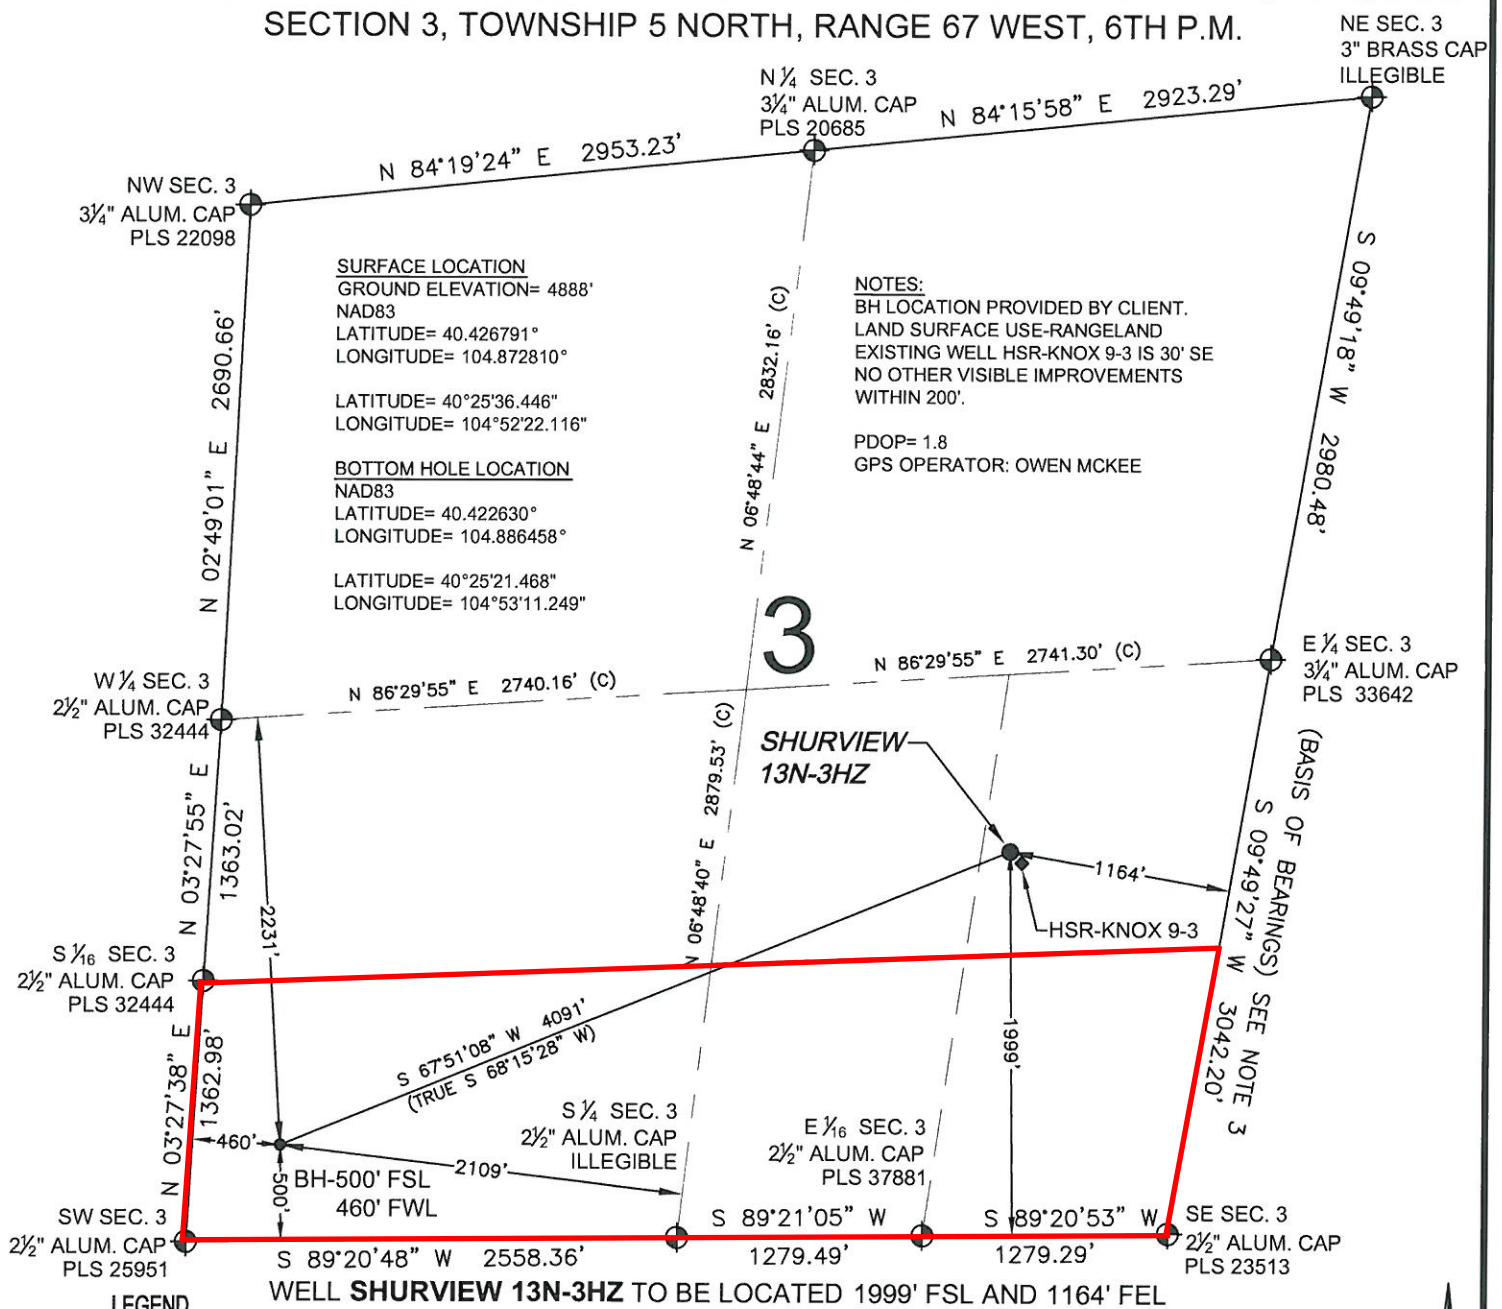 SECTION 3, TOWNSHIP 5 NORTH, RANGE 67 WEST, 6TH P.M.
NE SEC. 3
3" BRASS CAP
ILLEGIBLE
N ¼ SEC. 3
3¼" ALUM. CAP
PLS 20685
N 84°15'58" E 2923.29'
N 84°19'24" E 2953.23'
NW SEC. 3
3¼" ALUM. CAP
PLS 22098
SURFACE LOCATION
GROUND ELEVATION= 4888'
NAD83
LATITUDE= 40.426791°
LONGITUDE= 104.872810°
LATITUDE= 40°25'36.446"
LONGITUDE= 104°52'22.116"
BOTTOM HOLE LOCATION
NAD83
LATITUDE= 40.422630°
LONGITUDE= 104.886458°
LATITUDE= 40°25'21.468"
LONGITUDE= 104°53'11.249"
NOTES:
BH LOCATION PROVIDED BY CLIENT.
LAND SURFACE USE-RANGELAND
EXISTING WELL HSR-KNOX 9-3 IS 30' SE
NO OTHER VISIBLE IMPROVEMENTS
WITHIN 200'.
PDOP= 1.8
GPS OPERATOR: OWEN MCKEE
N 02°49'01" E 2690.66'
N 06°48'44" E 2832.16' (C)
S 09°49'18" W 2980.48'
3
W ¼ SEC. 3
2½" ALUM. CAP
PLS 32444
N 86°29'55" E 2740.16' (C)
N 86°29'55" E 2741.30' (C)
E ¼ SEC. 3
3¼" ALUM. CAP
PLS 33642
SHURVIEW
13N-3HZ
N 03°27'55" E
1363.02'
2231'
N 06°48'40" E 2879.53' (C)
1164'
HSR-KNOX 9-3
(BASIS OF BEARINGS) SEE NOTE 3
S 09°49'27" W 3042.20'
S 1⁄16 SEC. 3
2½" ALUM. CAP
PLS 32444
N 03°27'38" E
1362.98'
S 67°51'08" W 4091'
(TRUE S 68°15'28" W)
1999'
460'
500'
BH-500' FSL
460' FWL
2109'
S ¼ SEC. 3
2½" ALUM. CAP
ILLEGIBLE
E 1⁄16 SEC. 3
2½" ALUM. CAP
PLS 37881
SW SEC. 3
2½" ALUM. CAP
PLS 25951
S 89°20'48" W 2558.36'
S 89°21'05" W
1279.49'
S 89°20'53" W
1279.29'
SE SEC. 3
2½" ALUM. CAP
PLS 23513
WELL SHURVIEW 13N-3HZ TO BE LOCATED 1999' FSL AND 1164' FEL
LEGEND